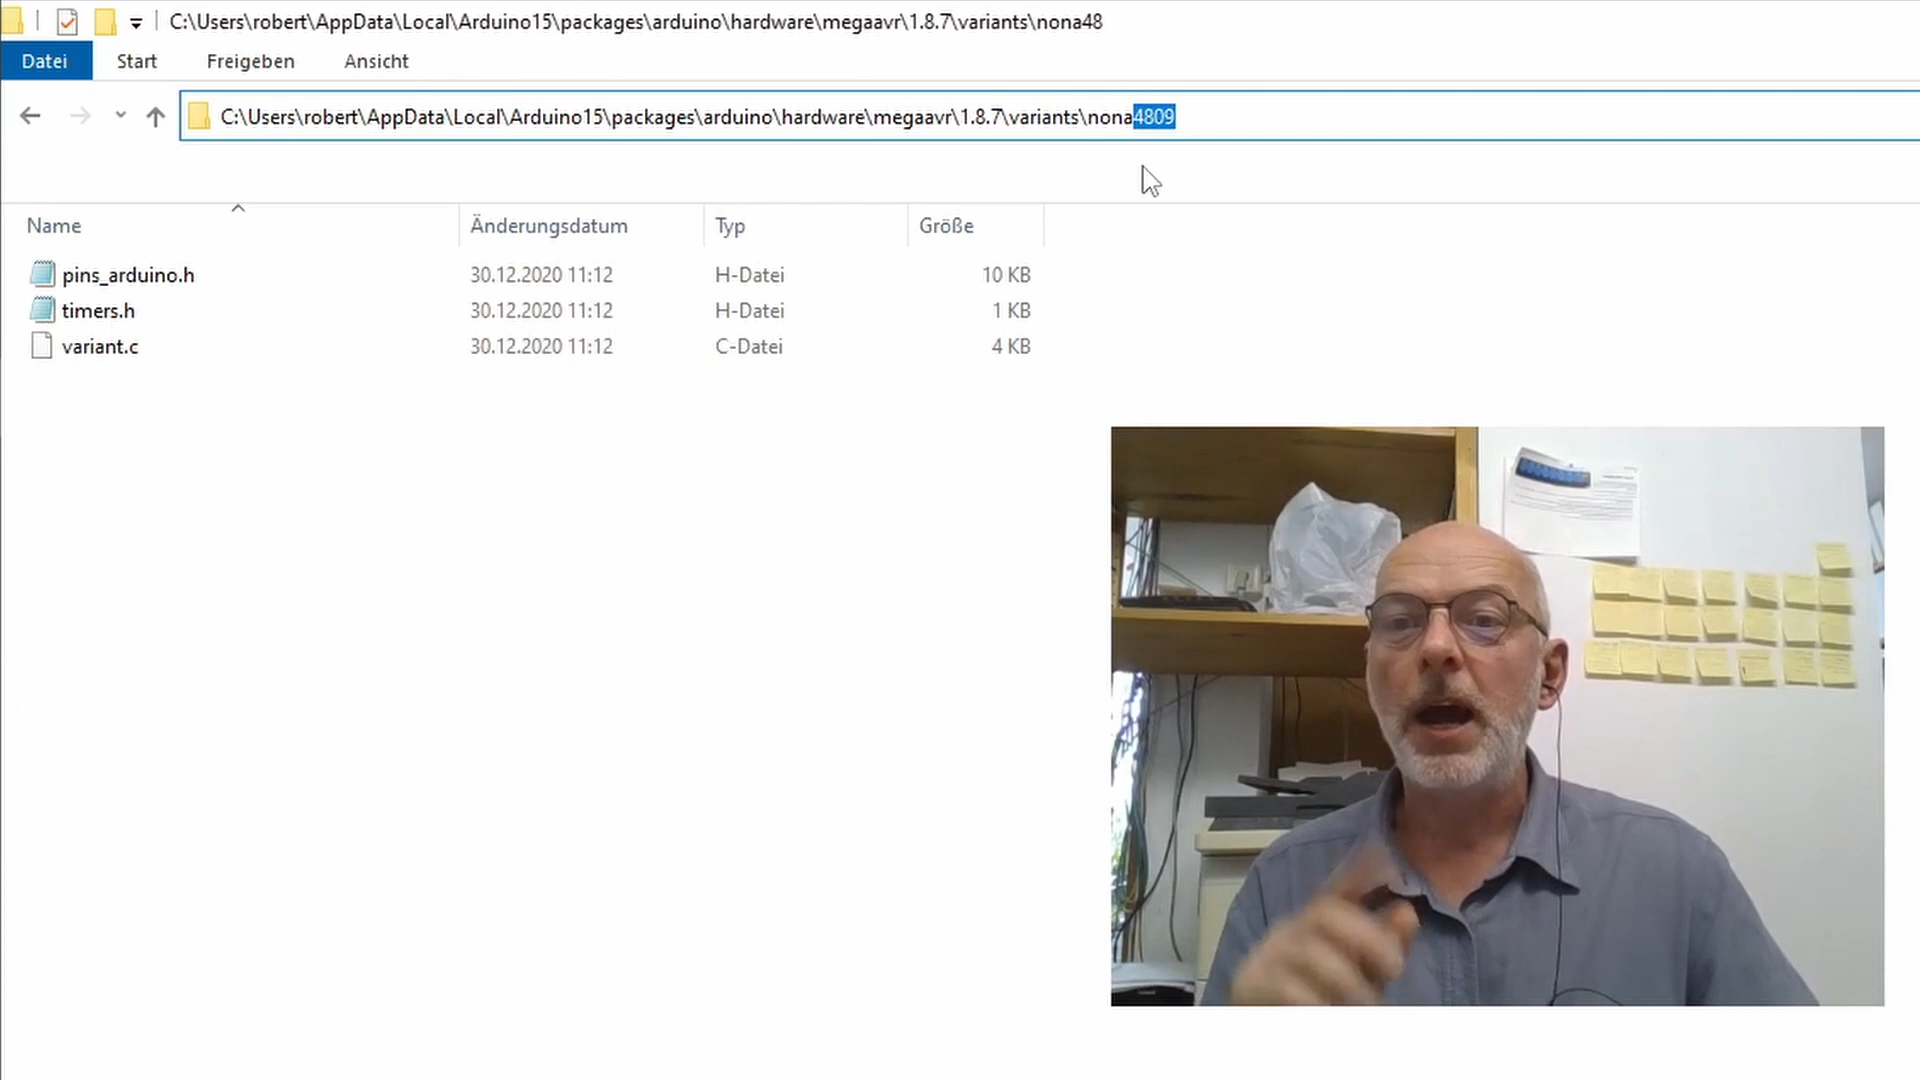 C:\Users\robert\AppData\Local\Arduino15\packages\arduino\hardware\megaavr\1.8.7\variants\nona48
Datei Start Freigeben Ansicht
C:\Users\robert\AppData\Local\Arduino15\packages\arduino\hardware\megaavr\1.8.7\variants\nona4809
Name Änderungsdatum Typ Größe
pins_arduino.h 30.12.2020 11:12 H-Datei 10 KB
timers.h 30.12.2020 11:12 H-Datei 1 KB
variant.c 30.12.2020 11:12 C-Datei 4 KB